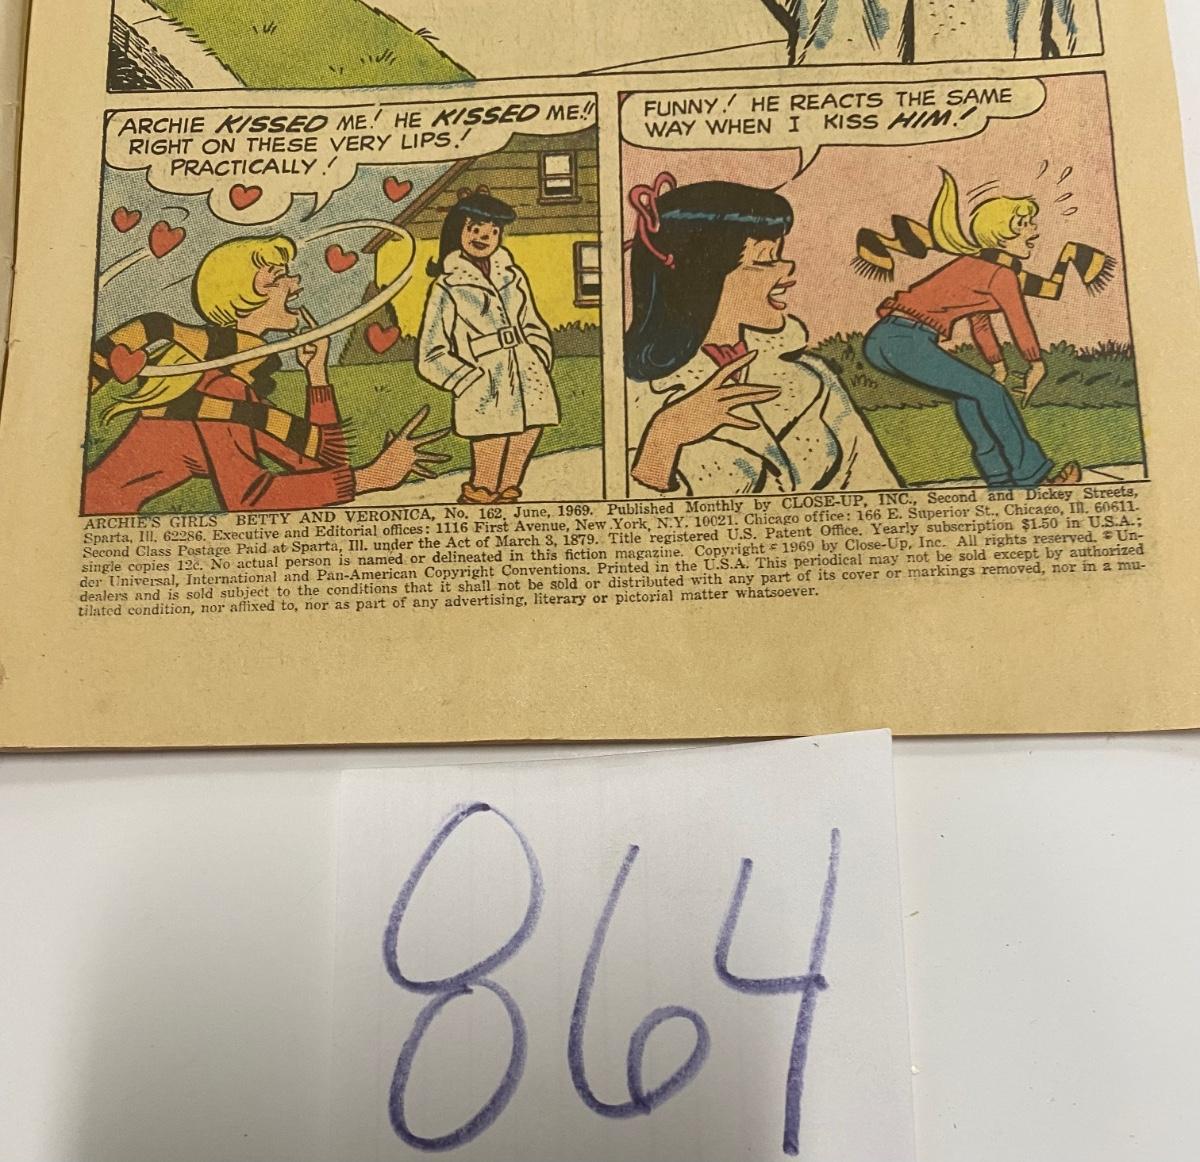 ARCHIE KISSED ME! HE KISSED ME!!
RIGHT ON THESE VERY LIPS!
PRACTICALLY!
FUNNY! HE REACTS THE SAME
WAY WHEN I KISS HIM!
ARCHIE'S GIRLS BETTY AND VERONICA, No. 162, June, 1969. Published Monthly by CLOSE-UP, INC., Second and Dickey Streets,
Sparta, Ill. 62286. Executive and Editorial offices: 1116 First Avenue, New York, N.Y. 10021. Chicago office: 166 E. Superior St., Chicago, Ill. 60611.
Second Class Postage Paid at Sparta, Ill. under the Act of March 3, 1879. Title registered U.S. Patent Office. Yearly subscription $1.50 in U.S.A.;
single copies 12c. No actual person is named or delineated in this fiction magazine. Copyright © 1969 by Close-Up, Inc. All rights reserved. © Un-
der Universal, International and Pan-American Copyright Conventions. Printed in the U.S.A. This periodical may not be sold except by authorized
dealers and is sold subject to the conditions that it shall not be sold or distributed with any part of its cover or markings removed, nor in a mu-
tilated condition, nor affixed to, nor as part of any advertising, literary or pictorial matter whatsoever.
864